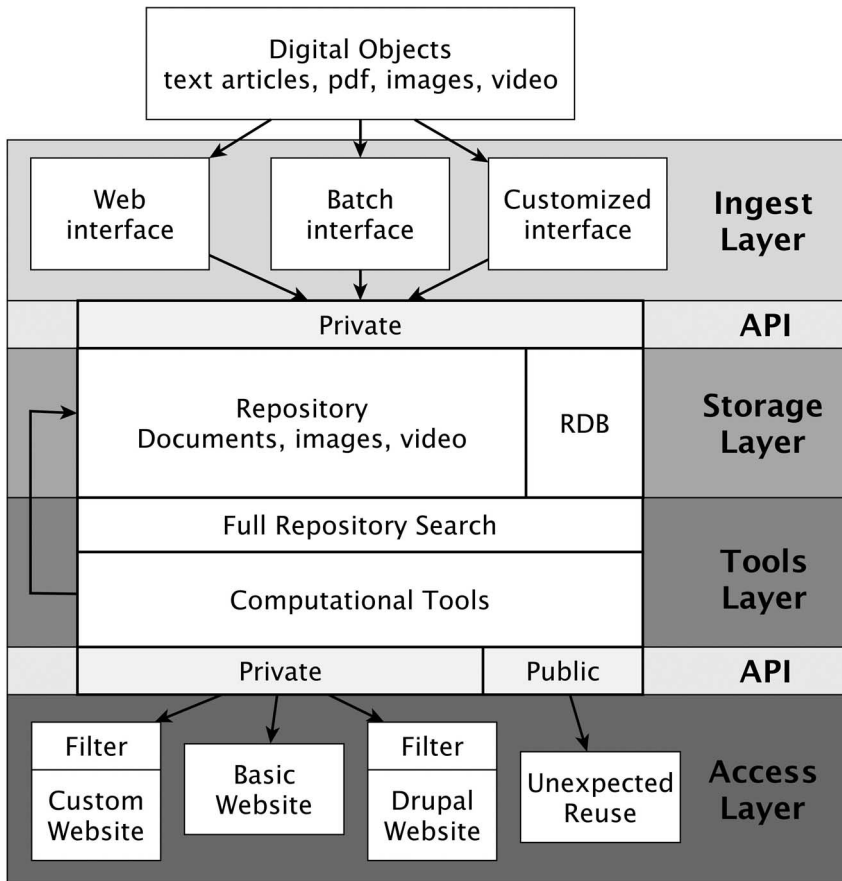 Digital Objects
text articles, pdf, images, video
Web
interface
Batch
interface
Customized
interface
Ingest
Layer
Private
API
Repository
Documents, images, video
RDB
Storage
Layer
Full Repository Search
Computational Tools
Tools
Layer
Private
Public
API
Filter
Custom
Website
Basic
Website
Filter
Drupal
Website
Unexpected
Reuse
Access
Layer